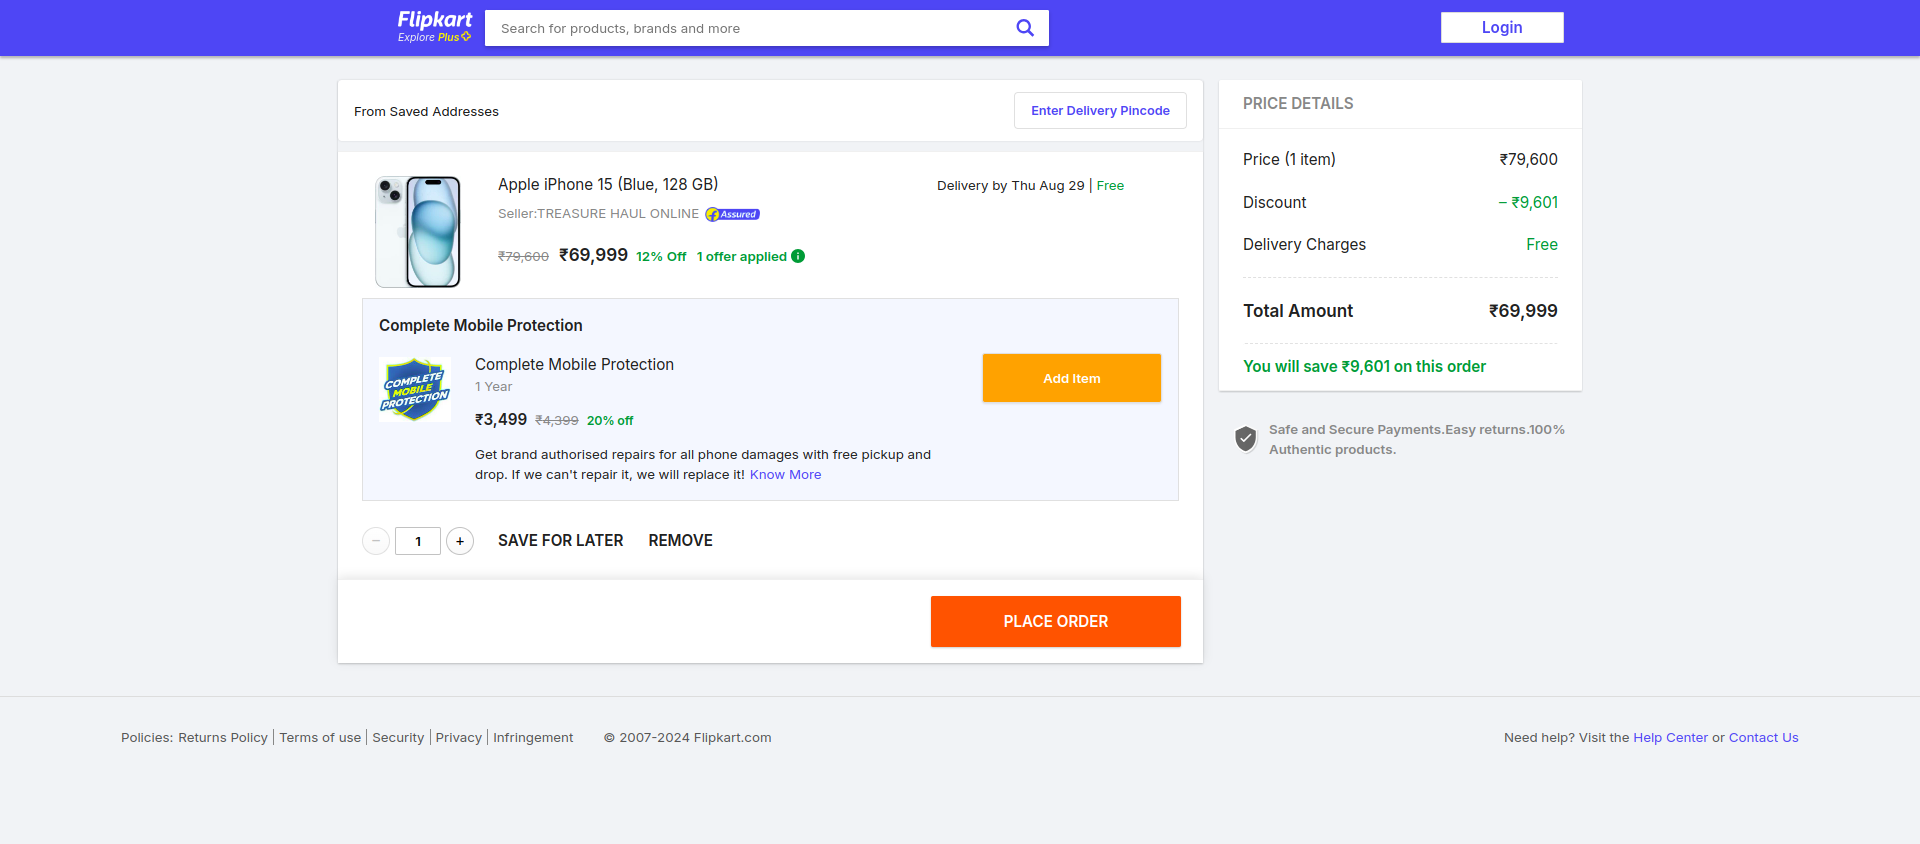 Flipkart
Explore Plus
Search for products, brands and more
Login
From Saved Addresses
Enter Delivery Pincode
Apple iPhone 15 (Blue, 128 GB)
Delivery by Thu Aug 29 | Free
Seller:TREASURE HAUL ONLINE
f Assured
₹79,600 ₹69,999 12% Off 1 offer applied i
Complete Mobile Protection
COMPLETE
MOBILE
PROTECTION
Complete Mobile Protection
1 Year
₹3,499 ₹4,399 20% off
Get brand authorised repairs for all phone damages with free pickup and
drop. If we can't repair it, we will replace it! Know More
Add Item
− 1 + SAVE FOR LATER REMOVE
PLACE ORDER
PRICE DETAILS
Price (1 item) ₹79,600
Discount − ₹9,601
Delivery Charges Free
Total Amount ₹69,999
You will save ₹9,601 on this order
Safe and Secure Payments.Easy returns.100%
Authentic products.
Policies: Returns Policy | Terms of use | Security | Privacy | Infringement © 2007-2024 Flipkart.com
Need help? Visit the Help Center or Contact Us